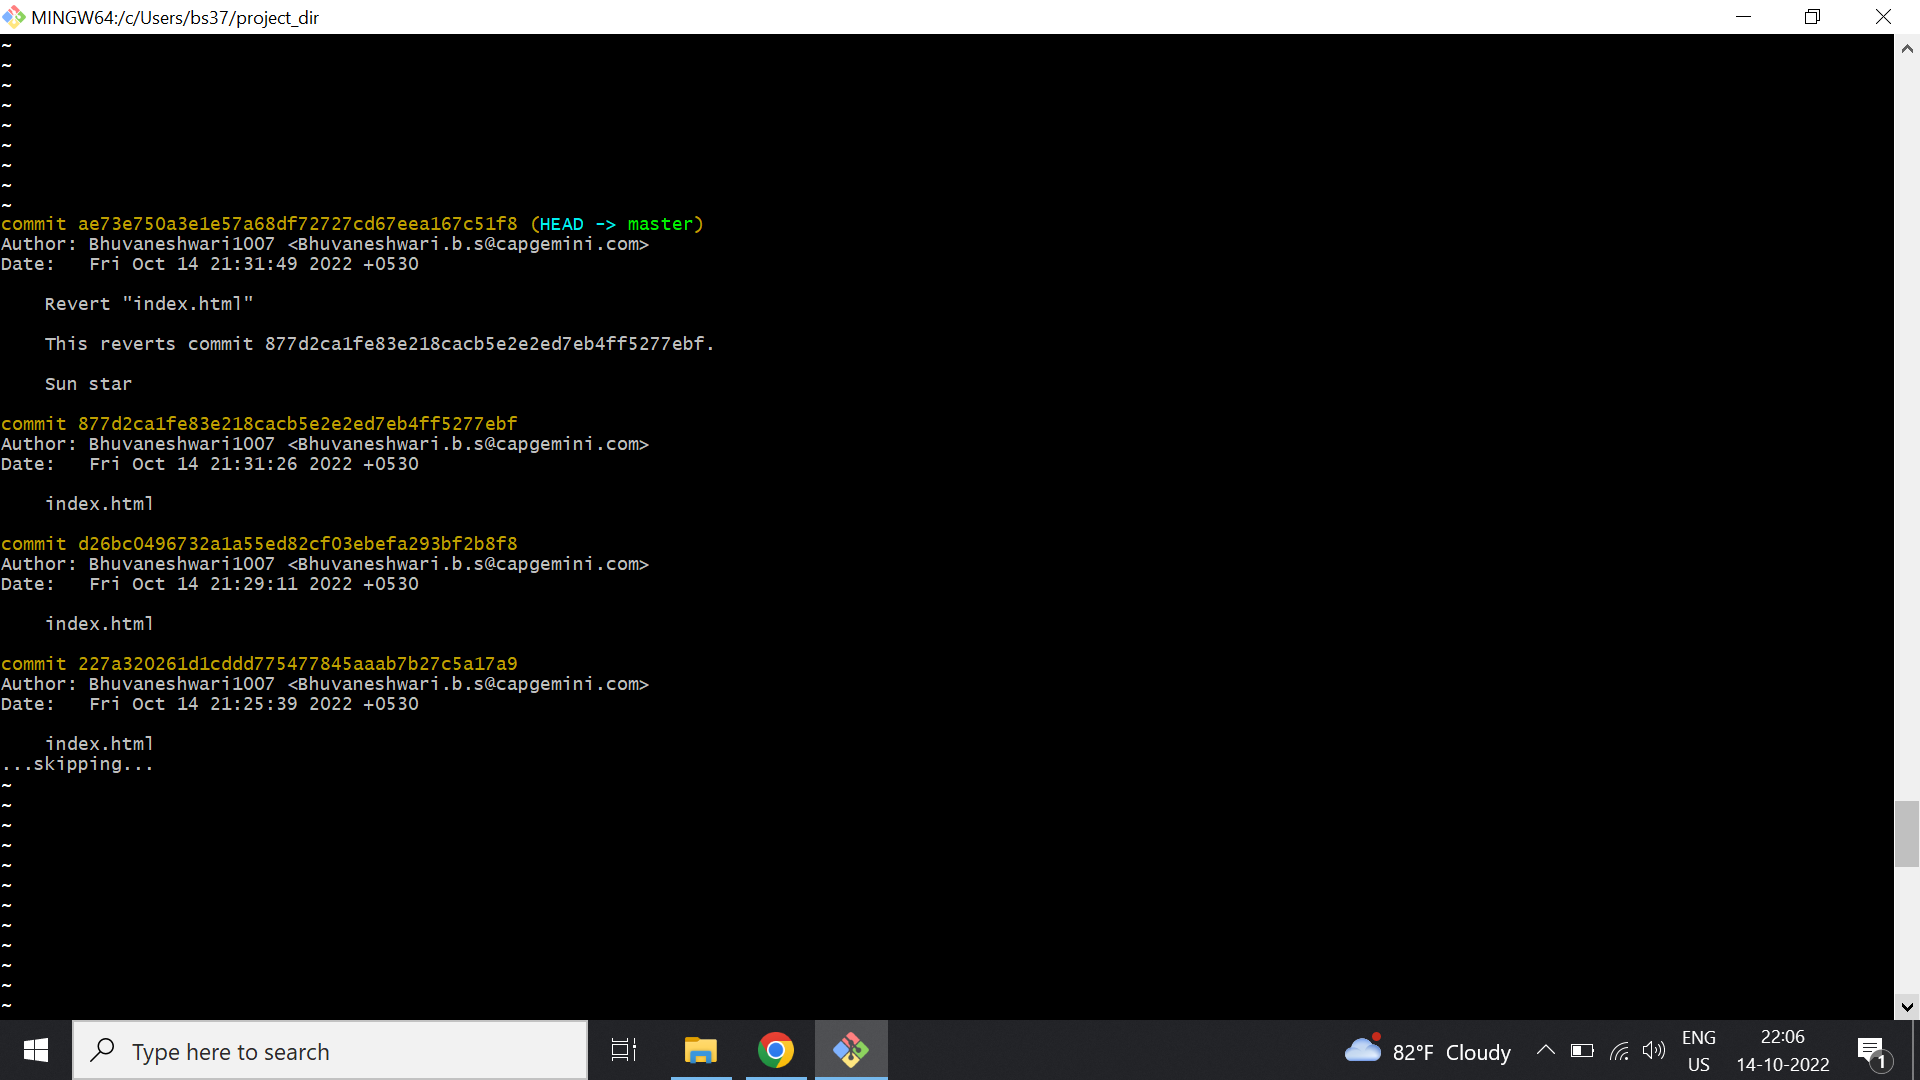 MINGW64:/c/Users/bs37/project_dir
~
~
~
~
~
~
~
~
~
commit ae73e750a3e1e57a68df72727cd67eea167c51f8 (HEAD -> master)
Author: Bhuvaneshwari1007 <Bhuvaneshwari.b.s@capgemini.com>
Date:   Fri Oct 14 21:31:49 2022 +0530
Revert "index.html"
This reverts commit 877d2ca1fe83e218cacb5e2e2ed7eb4ff5277ebf.
Sun star
commit 877d2ca1fe83e218cacb5e2e2ed7eb4ff5277ebf
Author: Bhuvaneshwari1007 <Bhuvaneshwari.b.s@capgemini.com>
Date:   Fri Oct 14 21:31:26 2022 +0530
index.html
commit d26bc0496732a1a55ed82cf03ebefa293bf2b8f8
Author: Bhuvaneshwari1007 <Bhuvaneshwari.b.s@capgemini.com>
Date:   Fri Oct 14 21:29:11 2022 +0530
index.html
commit 227a320261d1cddd775477845aaab7b27c5a17a9
Author: Bhuvaneshwari1007 <Bhuvaneshwari.b.s@capgemini.com>
Date:   Fri Oct 14 21:25:39 2022 +0530
index.html
...skipping...
~
~
~
~
~
~
~
~
~
~
~
~
Type here to search
82°F Cloudy
ENG
US
22:06
14-10-2022
1